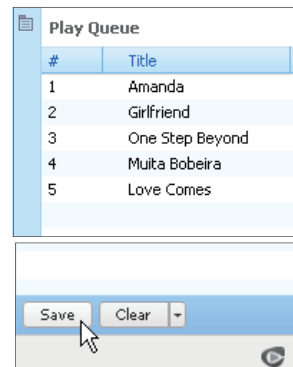 Play Queue
# Title
1 Amanda
2 Girlfriend
3 One Step Beyond
4 Muita Bobeira
5 Love Comes
Save Clear